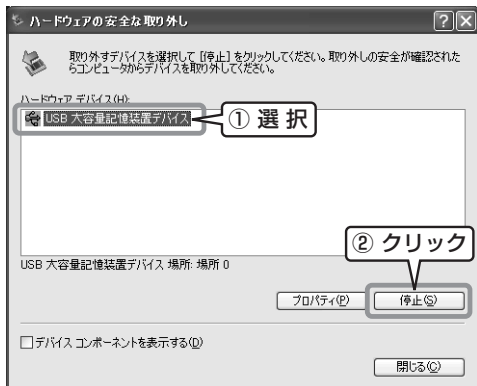 ハードウェアの安全な取り外し
取り外すデバイスを選択して [停止] をクリックしてください。取り外しの安全が確認された
らコンピュータからデバイスを取り外してください。
ハードウェア デバイス(H):
USB 大容量記憶装置デバイス
① 選択
② クリック
USB 大容量記憶装置デバイス 場所: 場所 0
プロパティ(P)
停止(S)
デバイス コンポーネントを表示する(D)
閉じる(C)